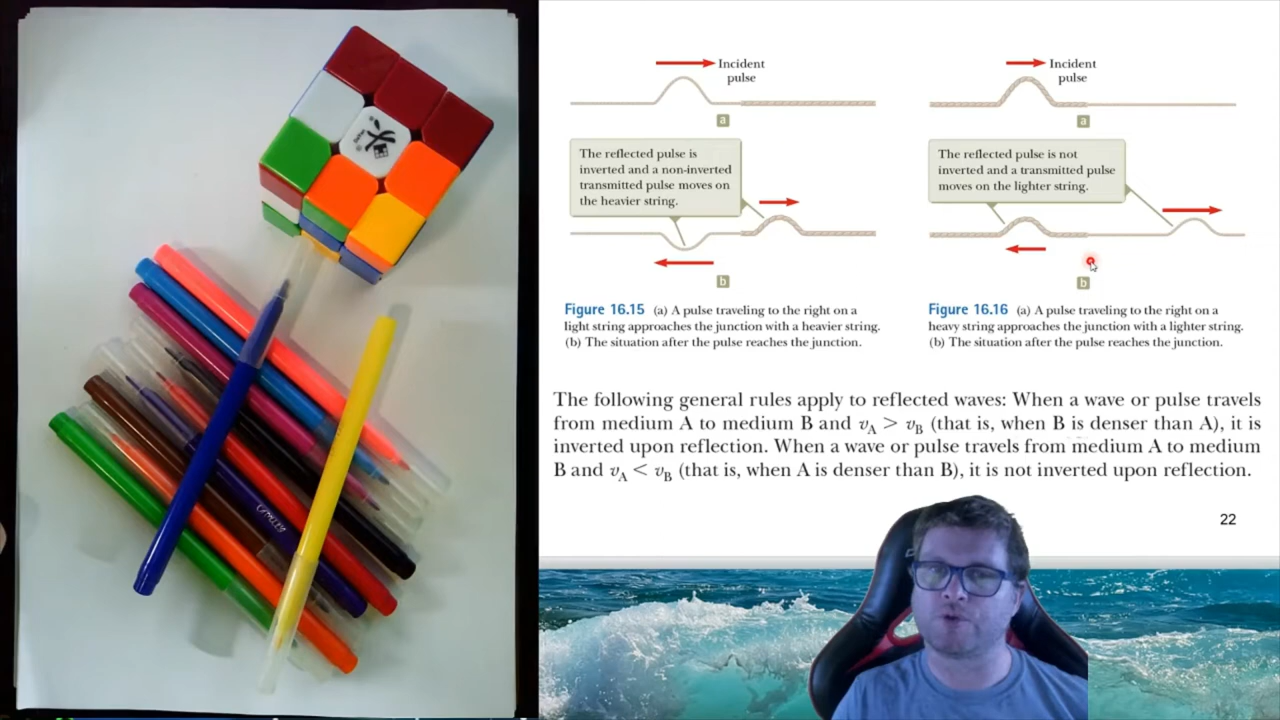 Incident
pulse
a
The reflected pulse is
inverted and a non-inverted
transmitted pulse moves on
the heavier string.
b
Figure 16.15 (a) A pulse traveling to the right on a
light string approaches the junction with a heavier string.
(b) The situation after the pulse reaches the junction.
Incident
pulse
a
The reflected pulse is not
inverted and a transmitted pulse
moves on the lighter string.
b
Figure 16.16 (a) A pulse traveling to the right on a
heavy string approaches the junction with a lighter string.
(b) The situation after the pulse reaches the junction.
The following general rules apply to reflected waves: When a wave or pulse travels
from medium A to medium B and vA > vB (that is, when B is denser than A), it is
inverted upon reflection. When a wave or pulse travels from medium A to medium
B and vA < vB (that is, when A is denser than B), it is not inverted upon reflection.
22